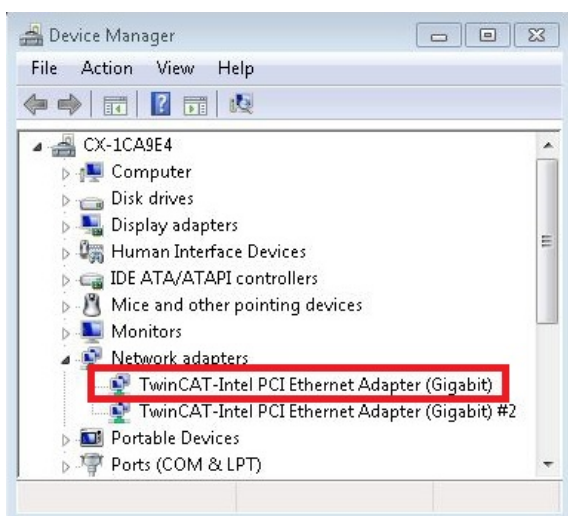 Device Manager
File Action View Help
CX-1CA9E4
Computer
Disk drives
Display adapters
Human Interface Devices
IDE ATA/ATAPI controllers
Mice and other pointing devices
Monitors
Network adapters
TwinCAT-Intel PCI Ethernet Adapter (Gigabit)
TwinCAT-Intel PCI Ethernet Adapter (Gigabit) #2
Portable Devices
Ports (COM & LPT)